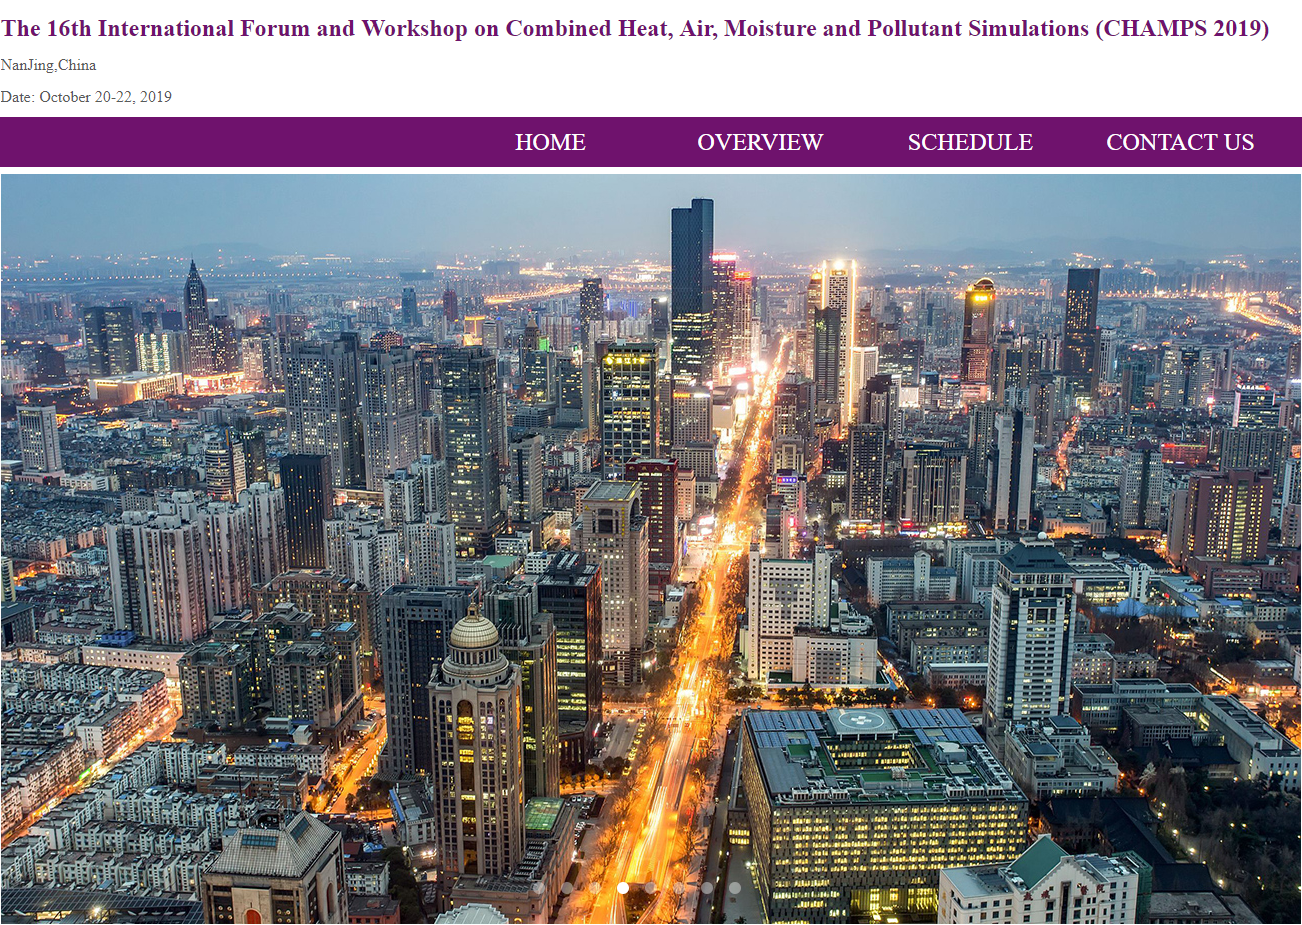 The 16th International Forum and Workshop on Combined Heat, Air, Moisture and Pollutant Simulations (CHAMPS 2019)
NanJing,China
Date: October 20-22, 2019
HOME OVERVIEW SCHEDULE CONTACT US